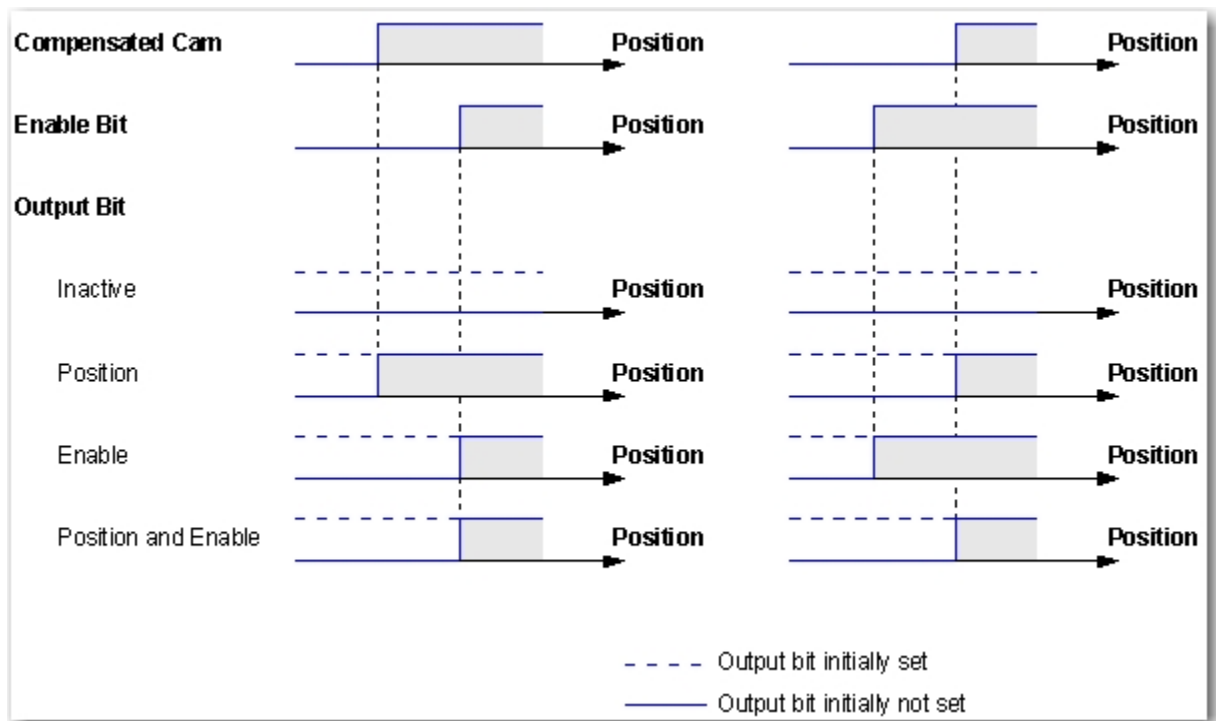 Compensated Cam Position Position
Enable Bit Position Position
Output Bit
Inactive Position Position
Position Position Position
Enable Position Position
Position and Enable Position Position
Output bit initially set
Output bit initially not set